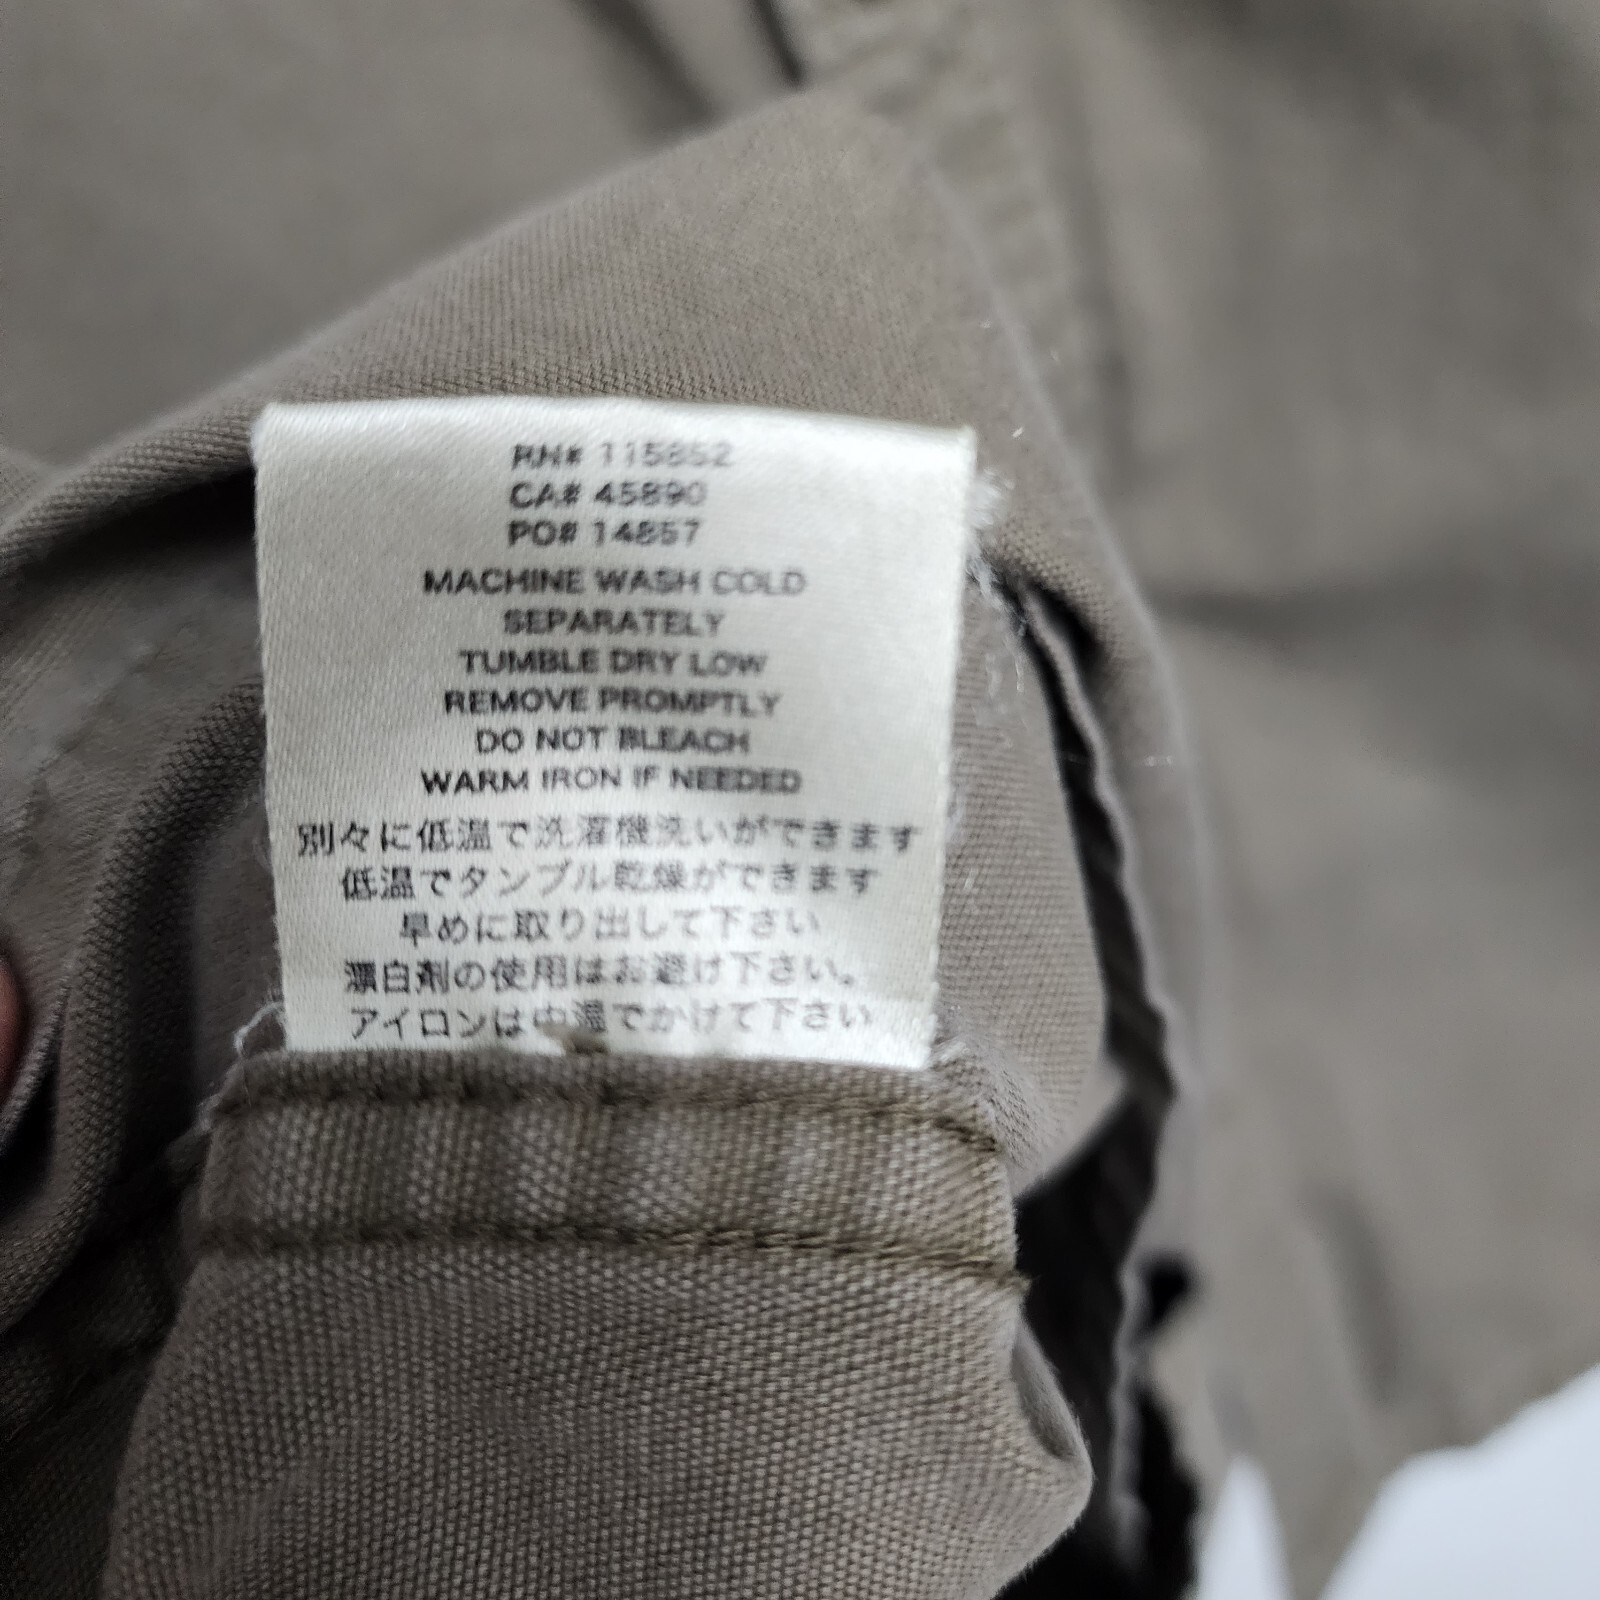 RN# 115852
CA# 45890
PO# 14857
MACHINE WASH COLD
SEPARATELY
TUMBLE DRY LOW
REMOVE PROMPTLY
DO NOT BLEACH
WARM IRON IF NEEDED
別々に低温で洗濯機洗いができます
低温でタンブル乾燥ができます
早めに取り出して下さい
漂白剤の使用はお避け下さい。
アイロンは中温でかけて下さい